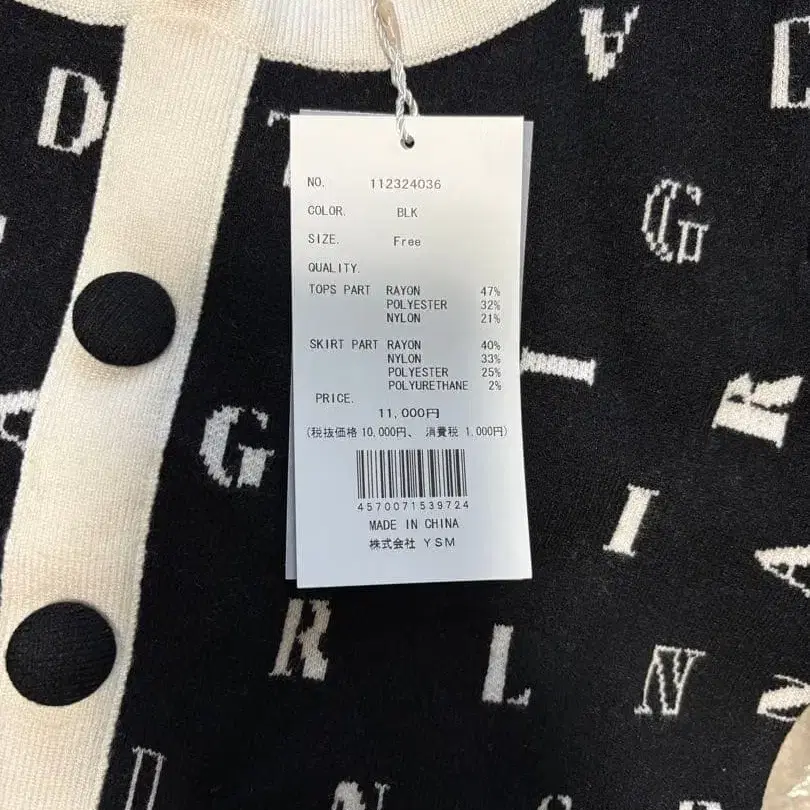 NO. 112324036
COLOR. BLK
SIZE. Free
QUALITY.
TOPS PART RAYON 47%
POLYESTER 32%
NYLON 21%
SKIRT PART RAYON 40%
NYLON 33%
POLYESTER 25%
POLYURETHANE 2%
PRICE.
11,000円
(税抜価格 10,000円、 消費税 1,000円)
4570071539724
MADE IN CHINA
株式会社 YSM
D
A
G
I
R
G
I
A
R
L
N